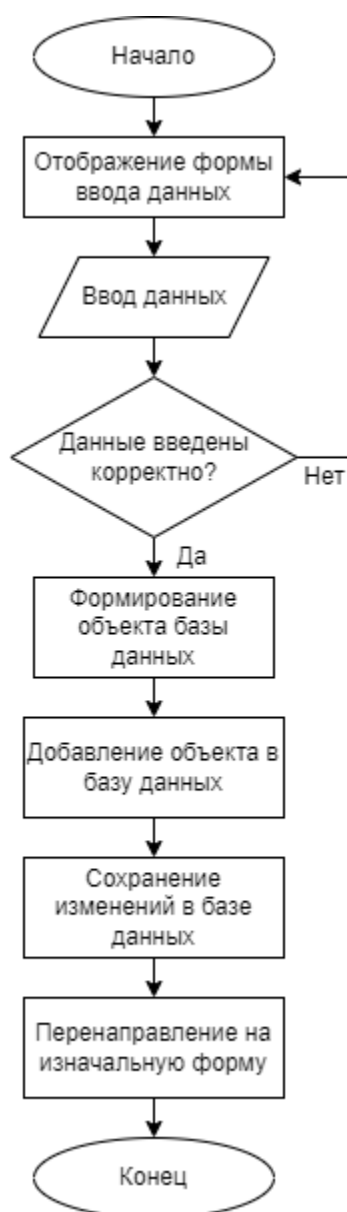 Начало
Отображение формы
ввода данных
Ввод данных
Данные введены
корректно?
Нет
Да
Формирование
объекта базы
данных
Добавление объекта в
базу данных
Сохранение
изменений в базе
данных
Перенаправление на
изначальную форму
Конец